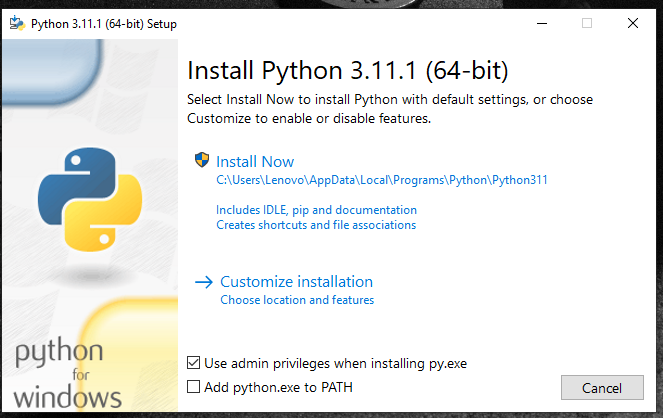 Python 3.11.1 (64-bit) Setup
Install Python 3.11.1 (64-bit)
Select Install Now to install Python with default settings, or choose
Customize to enable or disable features.
Install Now
C:\Users\Lenovo\AppData\Local\Programs\Python\Python311
Includes IDLE, pip and documentation
Creates shortcuts and file associations
Customize installation
Choose location and features
python
for
windows
Use admin privileges when installing py.exe
Add python.exe to PATH
Cancel